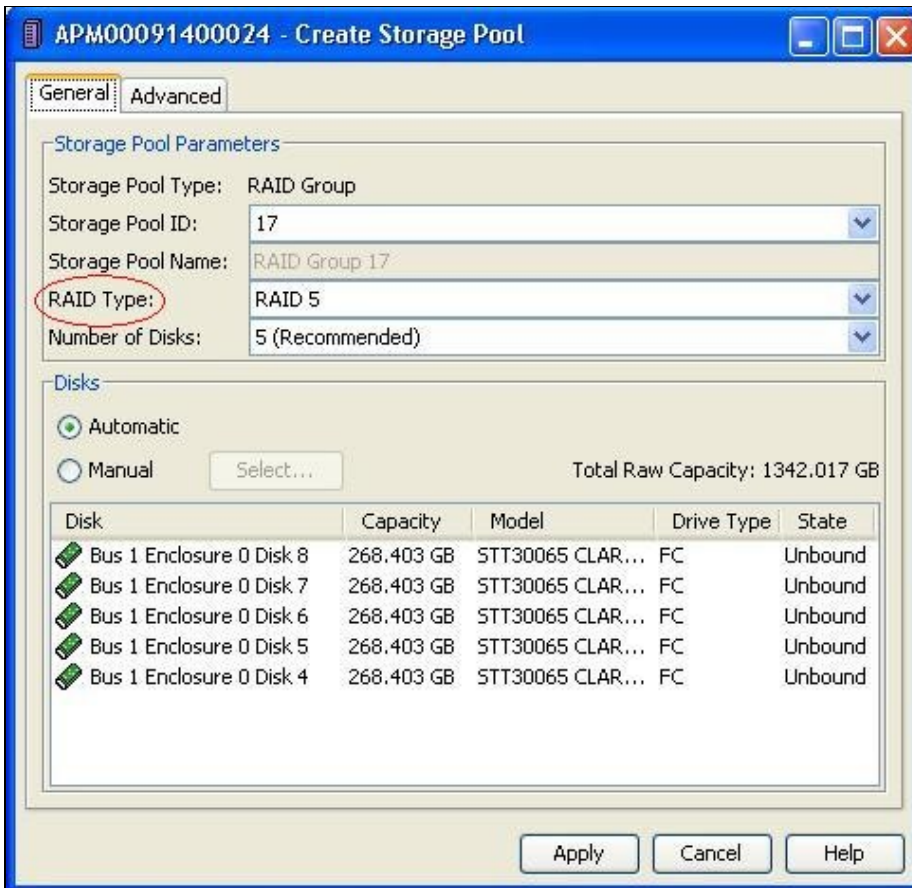 APM00091400024 - Create Storage Pool
General Advanced
Storage Pool Parameters
Storage Pool Type: RAID Group
Storage Pool ID: 17
Storage Pool Name: RAID Group 17
RAID Type: RAID 5
Number of Disks: 5 (Recommended)
Disks
Automatic
Manual Select... Total Raw Capacity: 1342.017 GB
Disk Capacity Model Drive Type State
Bus 1 Enclosure 0 Disk 8 268.403 GB STT30065 CLAR... FC Unbound
Bus 1 Enclosure 0 Disk 7 268.403 GB STT30065 CLAR... FC Unbound
Bus 1 Enclosure 0 Disk 6 268.403 GB STT30065 CLAR... FC Unbound
Bus 1 Enclosure 0 Disk 5 268.403 GB STT30065 CLAR... FC Unbound
Bus 1 Enclosure 0 Disk 4 268.403 GB STT30065 CLAR... FC Unbound
Apply Cancel Help